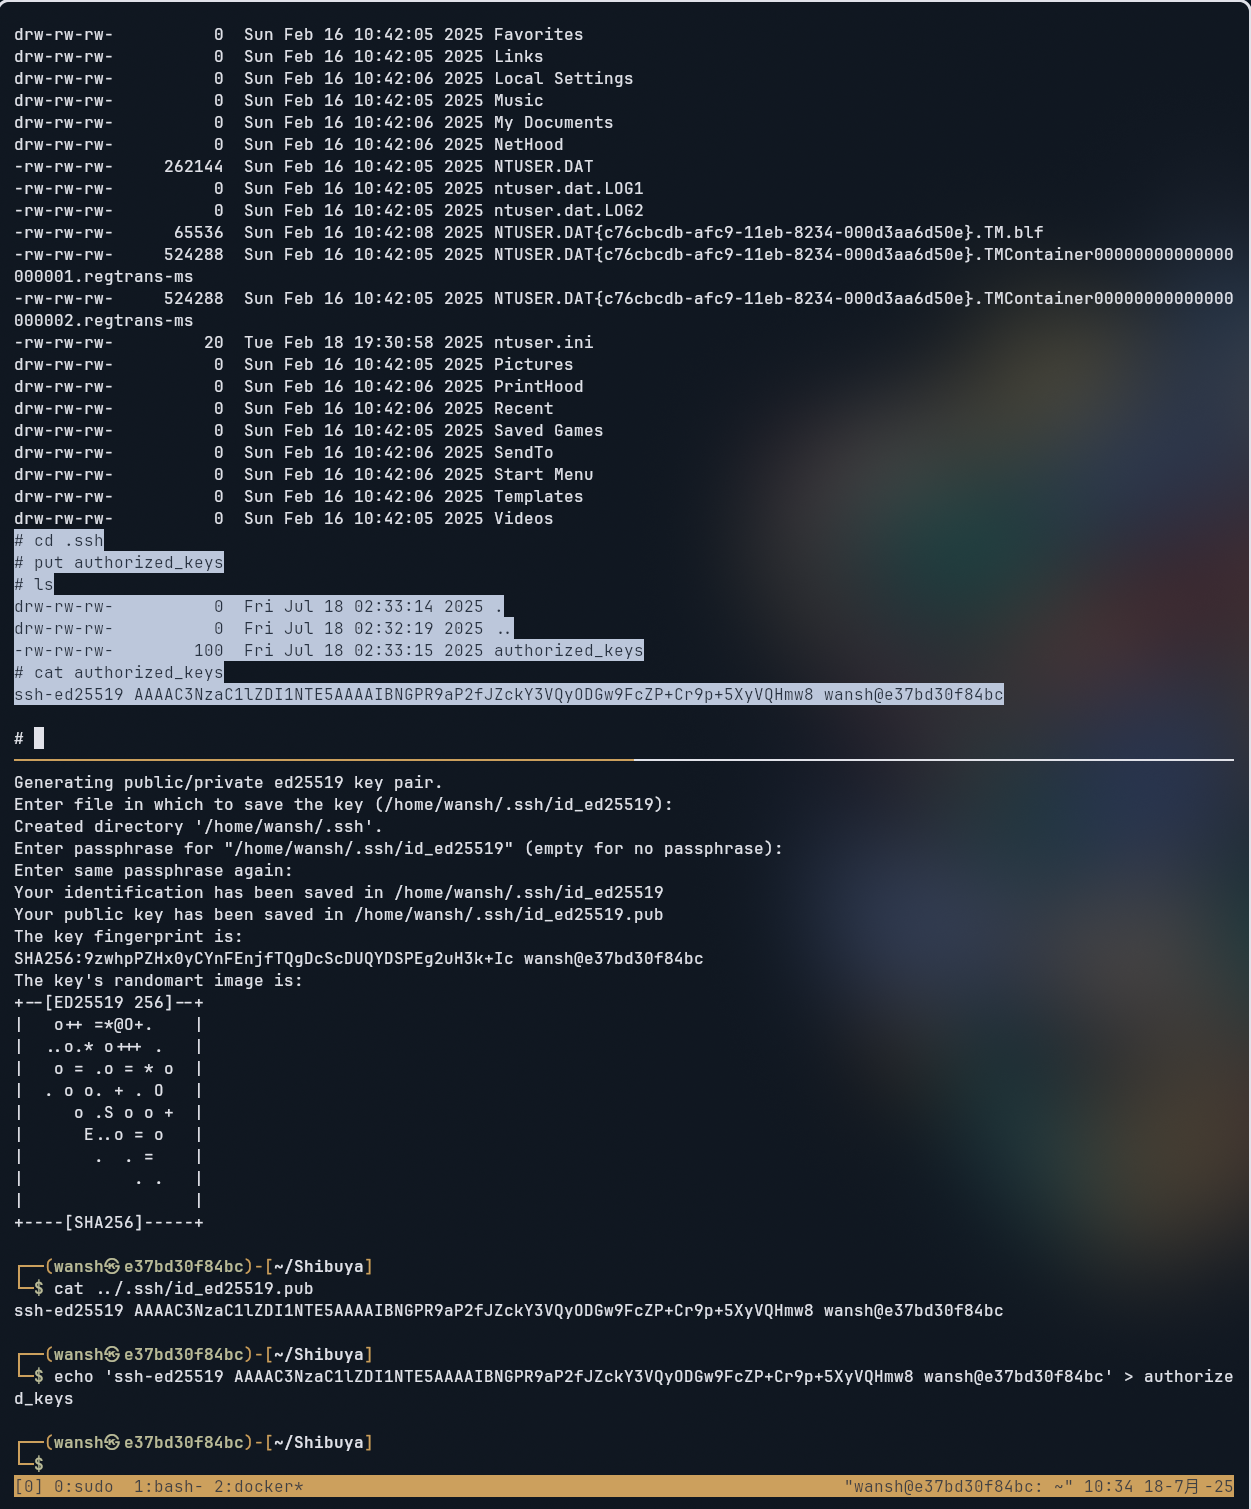 drw-rw-rw-          0  Sun Feb 16 10:42:05 2025 Favorites
drw-rw-rw-          0  Sun Feb 16 10:42:05 2025 Links
drw-rw-rw-          0  Sun Feb 16 10:42:06 2025 Local Settings
drw-rw-rw-          0  Sun Feb 16 10:42:05 2025 Music
drw-rw-rw-          0  Sun Feb 16 10:42:06 2025 My Documents
drw-rw-rw-          0  Sun Feb 16 10:42:06 2025 NetHood
-rw-rw-rw-     262144  Sun Feb 16 10:42:05 2025 NTUSER.DAT
-rw-rw-rw-          0  Sun Feb 16 10:42:05 2025 ntuser.dat.LOG1
-rw-rw-rw-          0  Sun Feb 16 10:42:05 2025 ntuser.dat.LOG2
-rw-rw-rw-      65536  Sun Feb 16 10:42:08 2025 NTUSER.DAT{c76cbcdb-afc9-11eb-8234-000d3aa6d50e}.TM.blf
-rw-rw-rw-     524288  Sun Feb 16 10:42:05 2025 NTUSER.DAT{c76cbcdb-afc9-11eb-8234-000d3aa6d50e}.TMContainer00000000000000
000001.regtrans-ms
-rw-rw-rw-     524288  Sun Feb 16 10:42:05 2025 NTUSER.DAT{c76cbcdb-afc9-11eb-8234-000d3aa6d50e}.TMContainer00000000000000
000002.regtrans-ms
-rw-rw-rw-         20  Tue Feb 18 19:30:58 2025 ntuser.ini
drw-rw-rw-          0  Sun Feb 16 10:42:05 2025 Pictures
drw-rw-rw-          0  Sun Feb 16 10:42:06 2025 PrintHood
drw-rw-rw-          0  Sun Feb 16 10:42:06 2025 Recent
drw-rw-rw-          0  Sun Feb 16 10:42:05 2025 Saved Games
drw-rw-rw-          0  Sun Feb 16 10:42:06 2025 SendTo
drw-rw-rw-          0  Sun Feb 16 10:42:06 2025 Start Menu
drw-rw-rw-          0  Sun Feb 16 10:42:06 2025 Templates
drw-rw-rw-          0  Sun Feb 16 10:42:05 2025 Videos
# cd .ssh
# put authorized_keys
# ls
drw-rw-rw-          0  Fri Jul 18 02:33:14 2025 .
drw-rw-rw-          0  Fri Jul 18 02:32:19 2025 ..
-rw-rw-rw-        100  Fri Jul 18 02:33:15 2025 authorized_keys
# cat authorized_keys
ssh-ed25519 AAAAC3NzaC1lZDI1NTE5AAAAIBNGPR9aP2fJZckY3VQyODGw9FcZP+Cr9p+5XyVQHmw8 wansh@e37bd30f84bc
#
Generating public/private ed25519 key pair.
Enter file in which to save the key (/home/wansh/.ssh/id_ed25519):
Created directory '/home/wansh/.ssh'.
Enter passphrase for "/home/wansh/.ssh/id_ed25519" (empty for no passphrase):
Enter same passphrase again:
Your identification has been saved in /home/wansh/.ssh/id_ed25519
Your public key has been saved in /home/wansh/.ssh/id_ed25519.pub
The key fingerprint is:
SHA256:9zwhpPZHx0yCYnFEnjfTQgDcScDUQYDSPEg2uH3k+Ic wansh@e37bd30f84bc
The key's randomart image is:
+--[ED25519 256]--+
|   o++ =*@O+.    |
|  ..o.* o+++ .   |
|   o = .o = * o  |
|  . o o. + . O   |
|     o .S o o +  |
|      E..o = o   |
|       .  . =    |
|           . .   |
|                 |
+----[SHA256]-----+
┌──(wansh㉿e37bd30f84bc)-[~/Shibuya]
└─$ cat ../.ssh/id_ed25519.pub
ssh-ed25519 AAAAC3NzaC1lZDI1NTE5AAAAIBNGPR9aP2fJZckY3VQyODGw9FcZP+Cr9p+5XyVQHmw8 wansh@e37bd30f84bc
┌──(wansh㉿e37bd30f84bc)-[~/Shibuya]
└─$ echo 'ssh-ed25519 AAAAC3NzaC1lZDI1NTE5AAAAIBNGPR9aP2fJZckY3VQyODGw9FcZP+Cr9p+5XyVQHmw8 wansh@e37bd30f84bc' > authorize
d_keys
┌──(wansh㉿e37bd30f84bc)-[~/Shibuya]
└─$
[0] 0:sudo  1:bash- 2:docker*    "wansh@e37bd30f84bc: ~" 10:34 18-7月-25